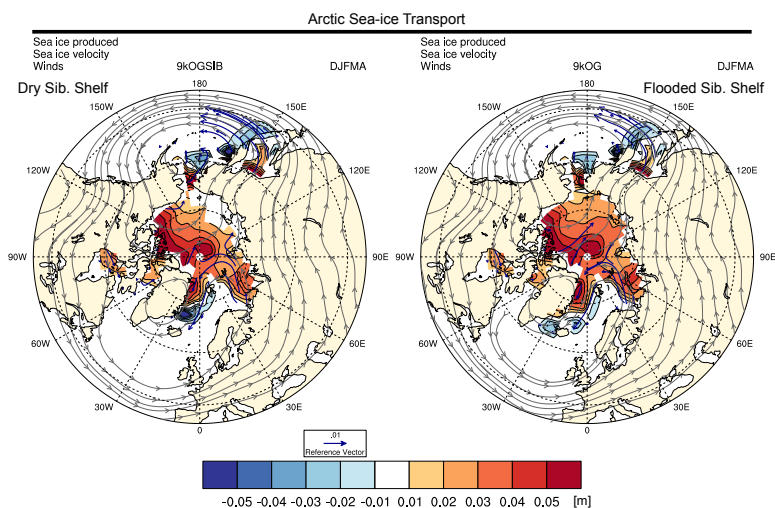 Arctic Sea-ice Transport
Sea ice produced
Sea ice velocity
Winds 9kOGSIB DJFMA
Dry Sib. Shelf
180
150W 150E
120W 120E
90W 90E
60W 60E
30W 30E
0
Sea ice produced
Sea ice velocity
Winds 9kOG DJFMA
Flooded Sib. Shelf
180
150W 150E
120W 120E
90W 90E
60W 60E
30W 30E
0
.01
Reference Vector
-0.05 -0.04 -0.03 -0.02 -0.01 0.01 0.02 0.03 0.04 0.05 [m]